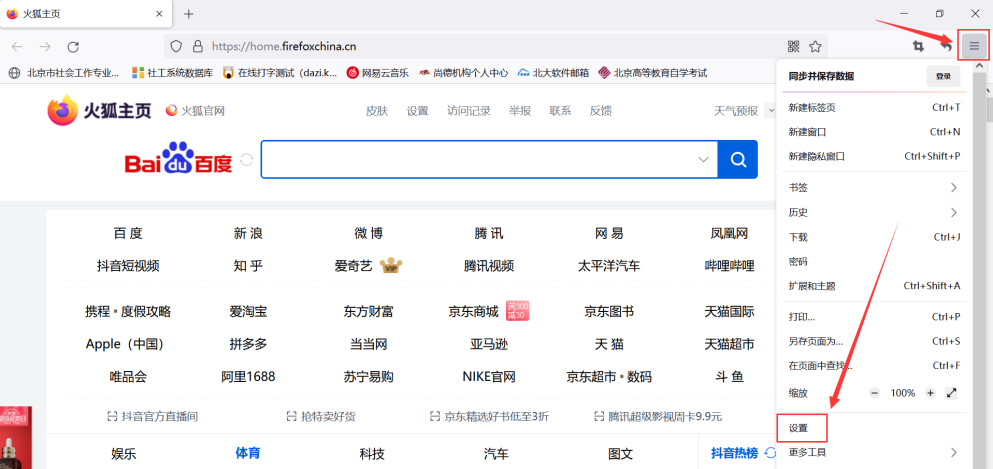 火狐主页
https://home.firefoxchina.cn
北京市社会工作专业... 社工系统数据库 在线打字测试（dazi.k... 网易云音乐 尚德机构个人中心 北大软件邮箱 北京高等教育自学考试
火狐主页 火狐官网 皮肤 设置 访问记录 举报 联系 反馈 天气预报
Bai du 百度
百 度 新 浪 微 博 腾 讯 网 易 凤凰网
抖音短视频 知 乎 爱奇艺 VIP 腾讯视频 太平洋汽车 哔哩哔哩
携程 ▪ 度假攻略 爱淘宝 东方财富 京东商城 满300减30 京东图书 天猫国际
Apple（中国） 拼多多 当当网 亚马逊 天 猫 天猫超市
唯品会 阿里1688 苏宁易购 NIKE官网 京东超市 ▪ 数码 斗 鱼
抖音官方直播间 抢特卖好货 京东精选好书低至3折 腾讯超级影视周卡9.9元
娱乐 体育 科技 汽车 图文 抖音热榜
同步并保存数据 登录
新建标签页 Ctrl+T
新建窗口 Ctrl+N
新建隐私窗口 Ctrl+Shift+P
书签
历史
下载 Ctrl+J
密码
扩展和主题 Ctrl+Shift+A
打印... Ctrl+P
另存页面为... Ctrl+S
在页面中查找... Ctrl+F
缩放 − 100% +
设置
更多工具